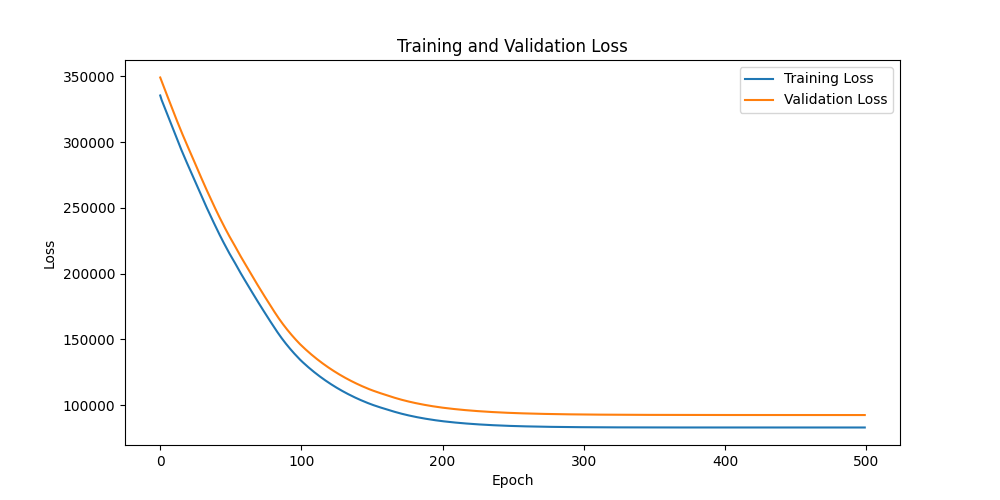 Training and Validation Loss
350000
300000
250000
200000
150000
100000
Loss
Training Loss
Validation Loss
0 100 200 300 400 500
Epoch